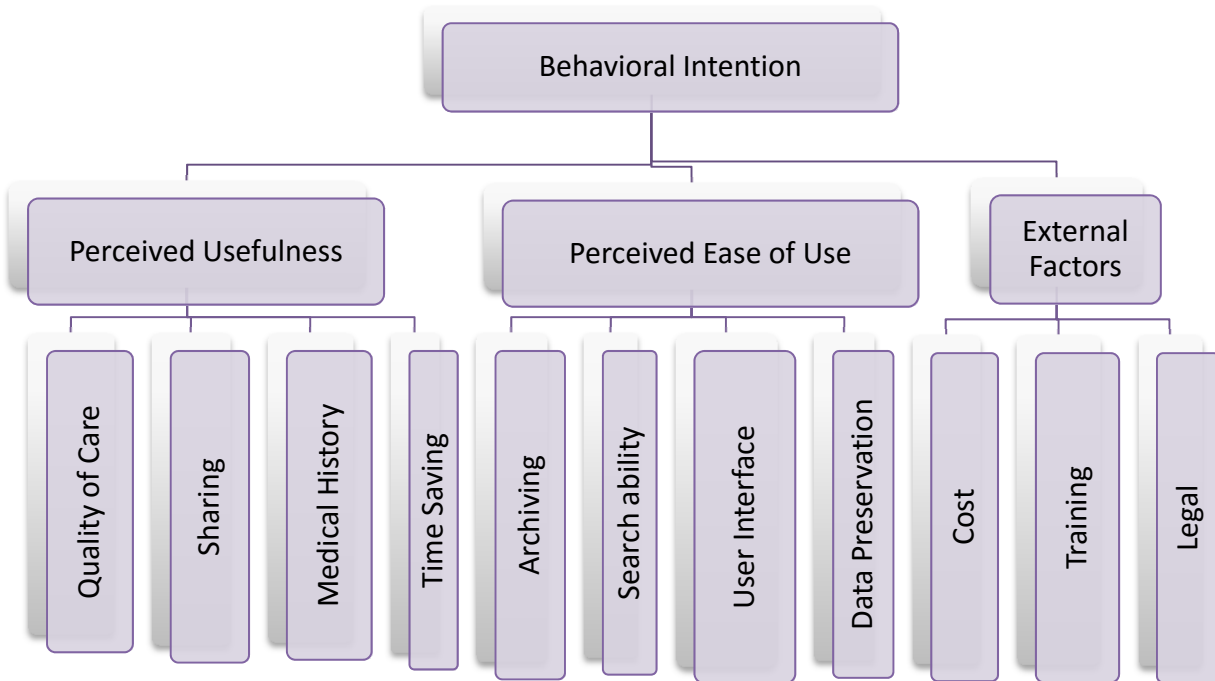 Behavioral Intention
Perceived Usefulness
Perceived Ease of Use
External
Factors
Quality of Care
Sharing
Medical History
Time Saving
Archiving
Search ability
User Interface
Data Preservation
Cost
Training
Legal